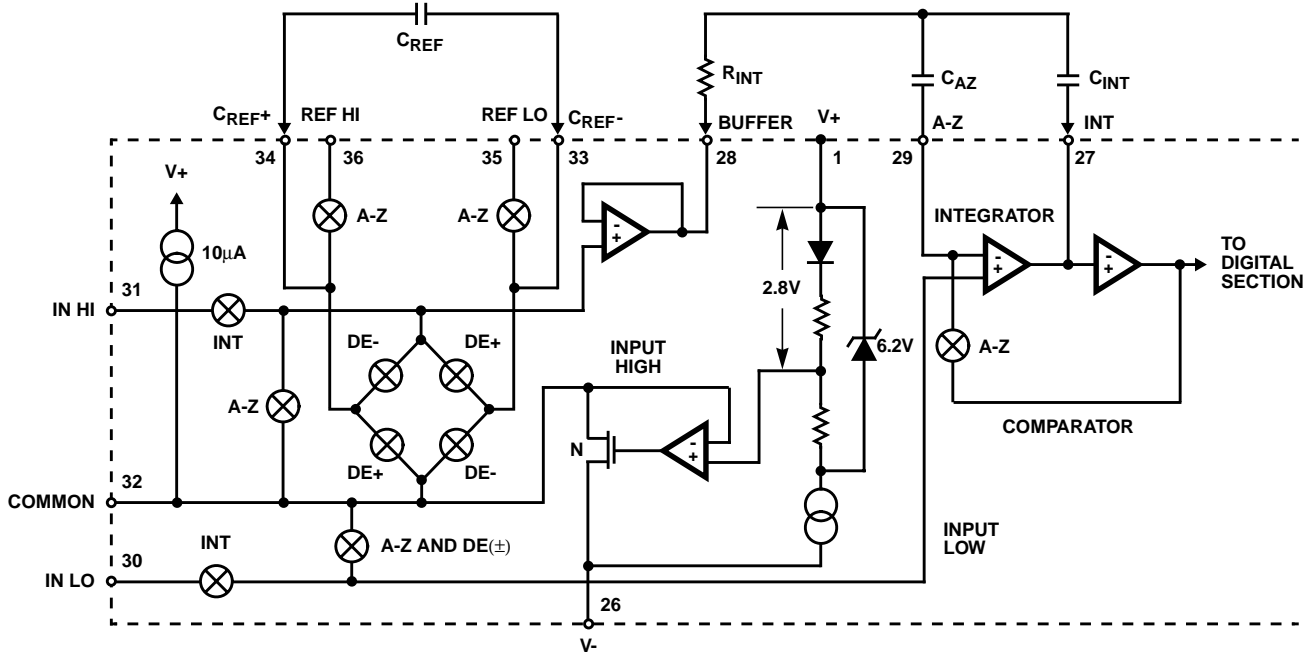 CREF
RINT
CAZ
CINT
CREF+
REF HI
REF LO
CREF-
BUFFER
V+
A-Z
INT
34
36
35
33
28
1
29
27
V+
10µA
A-Z
A-Z
INTEGRATOR
TO
DIGITAL
SECTION
2.8V
6.2V
31
IN HI
INT
DE-
DE+
INPUT
HIGH
A-Z
A-Z
COMPARATOR
N
DE+
DE-
32
COMMON
INT
A-Z AND DE(±)
INPUT
LOW
30
IN LO
26
V-
-
+
-
+
-
+
-